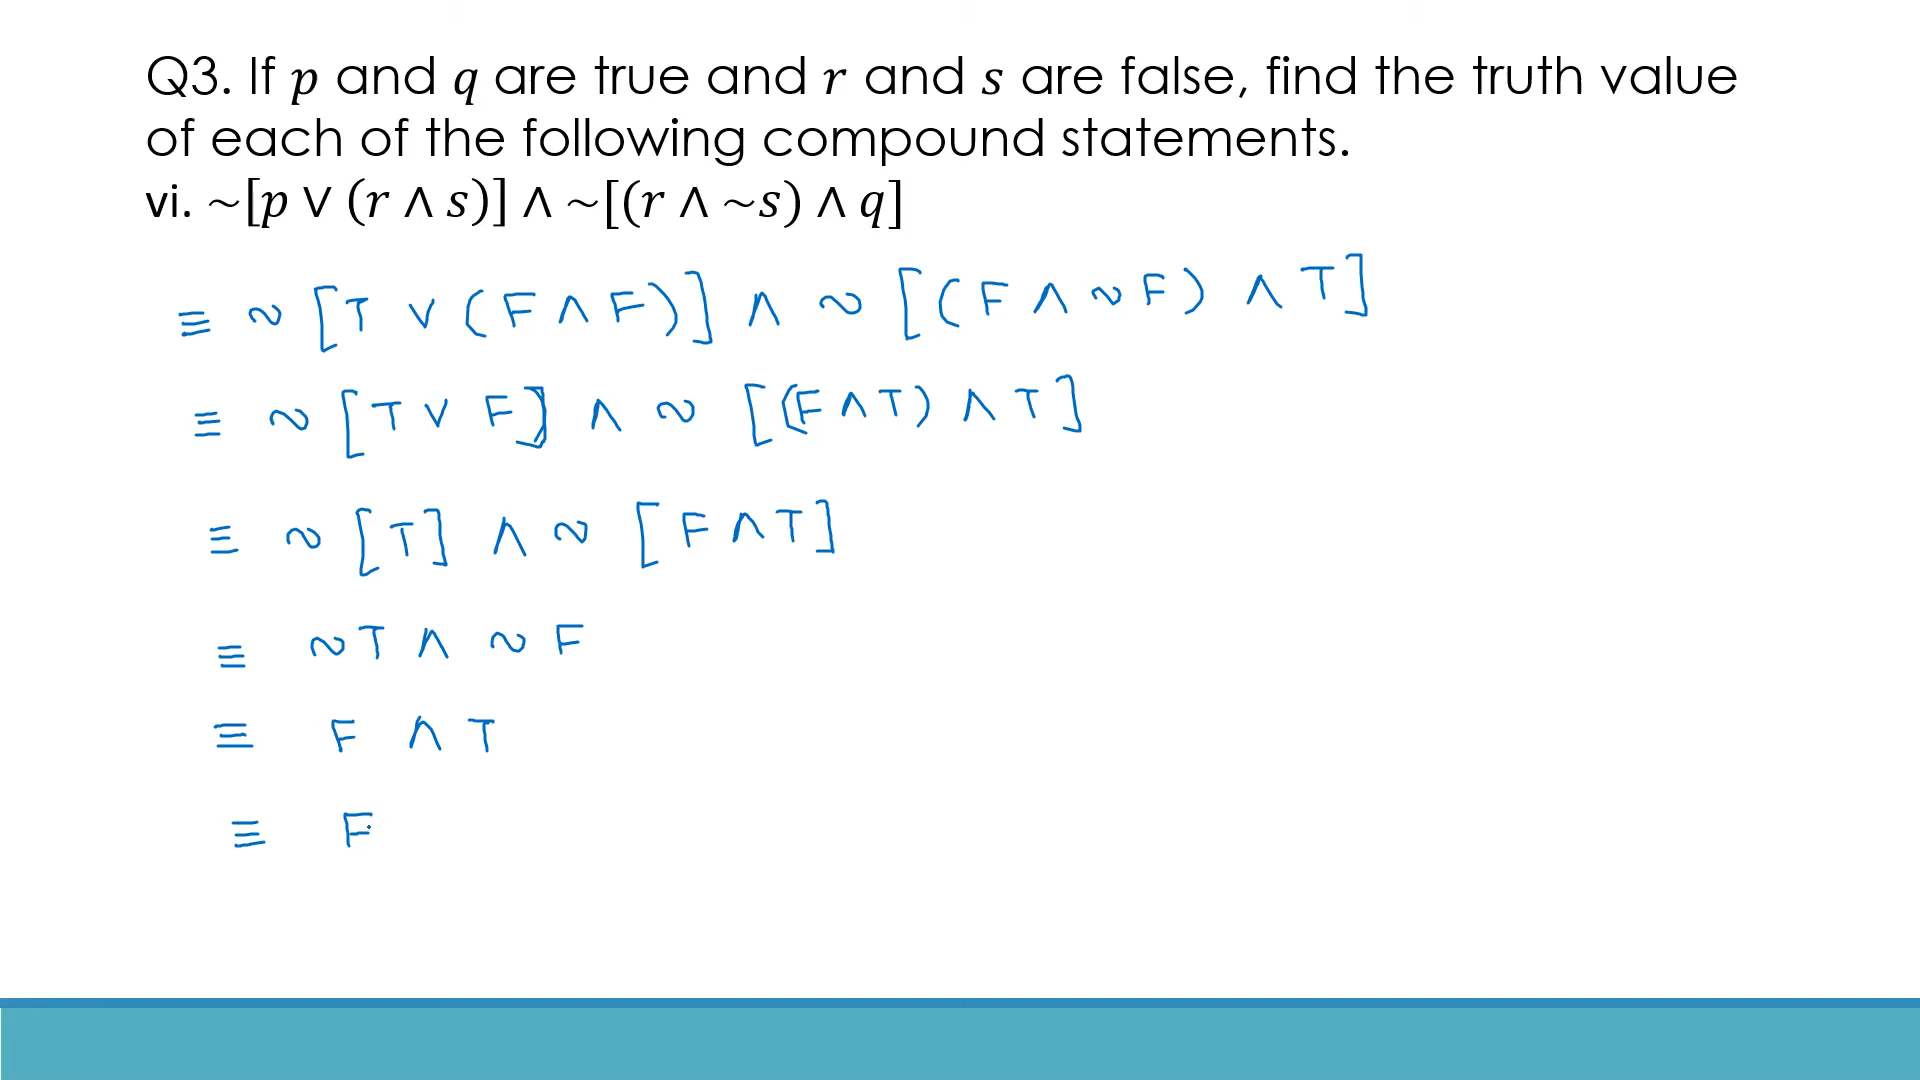 Q3. If p and q are true and r and s are false, find the truth value
of each of the following compound statements.
vi. ~[p ∨ (r ∧ s)] ∧ ~[(r ∧ ~s) ∧ q]
≡ ~ [T ∨ (F ∧ F)] ∧ ~ [(F ∧ ~F) ∧ T]
≡ ~ [T ∨ F] ∧ ~ [(F ∧ T) ∧ T]
≡ ~ [T] ∧ ~ [F ∧ T]
≡ ~T ∧ ~F
≡ F ∧ T
≡ F